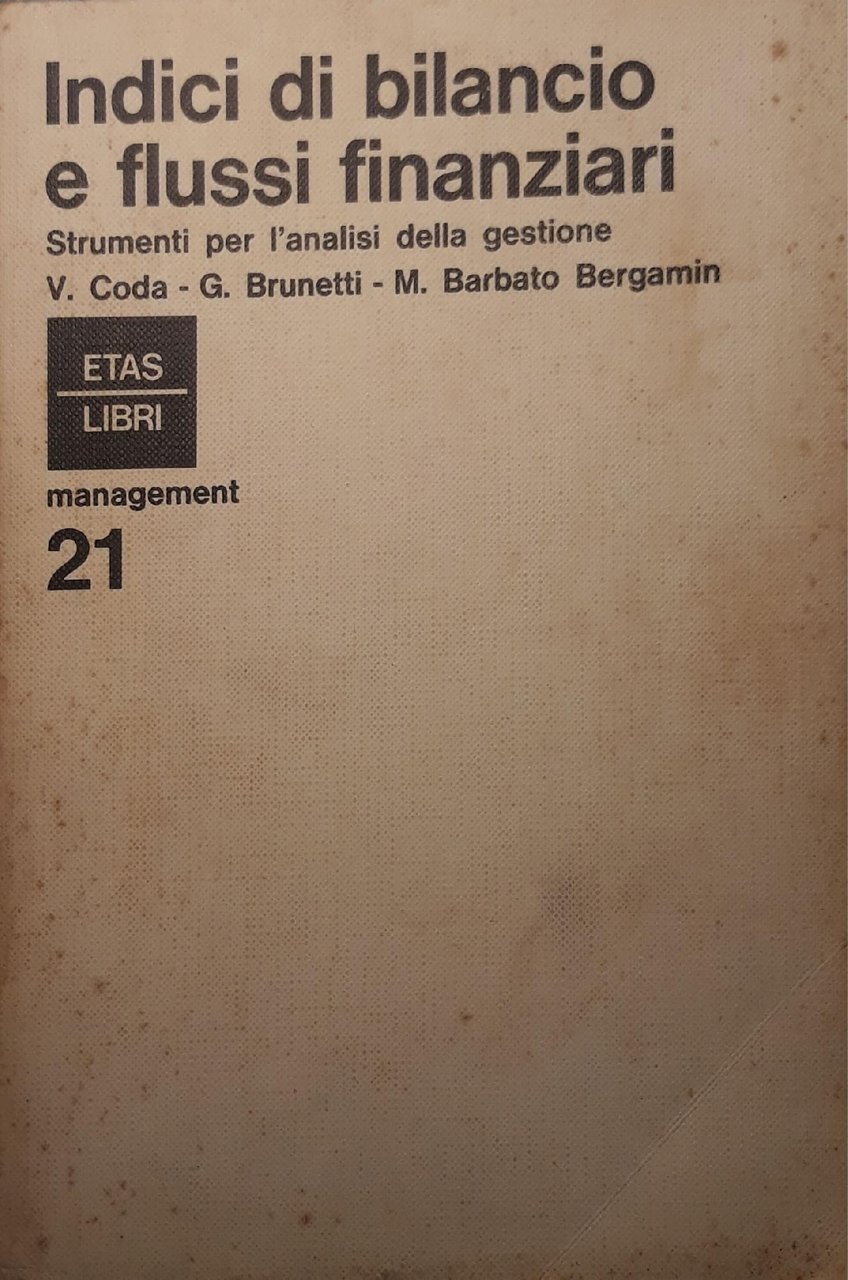 Indici di bilancio
e flussi finanziari
Strumenti per l'analisi della gestione
V. Coda - G. Brunetti - M. Barbato Bergamin
ETAS
LIBRI
management
21